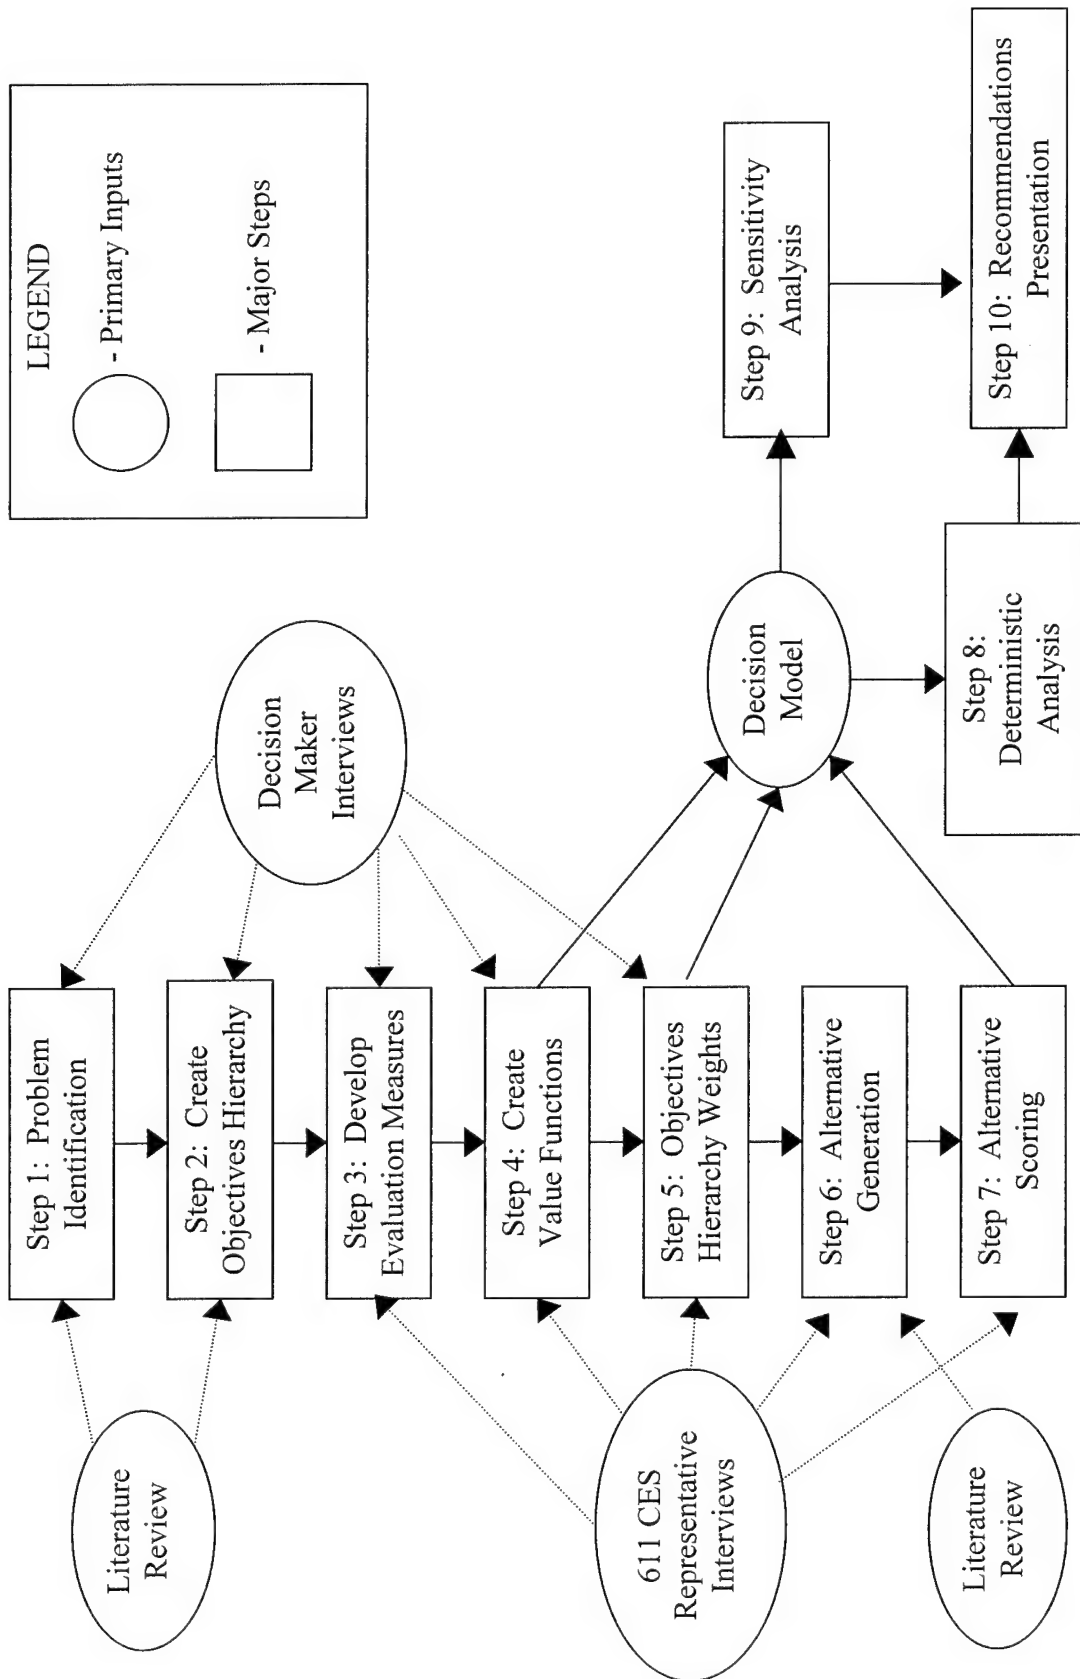 LEGEND
- Primary Inputs
- Major Steps
Literature
Review
Step 1: Problem
Identification
Step 2: Create
Objectives Hierarchy
Decision
Maker
Interviews
Step 3: Develop
Evaluation Measures
Step 4: Create
Value Functions
611 CES
Representative
Interviews
Step 5: Objectives
Hierarchy Weights
Step 6: Alternative
Generation
Literature
Review
Step 7: Alternative
Scoring
Decision
Model
Step 8:
Deterministic
Analysis
Step 9: Sensitivity
Analysis
Step 10: Recommendations
Presentation